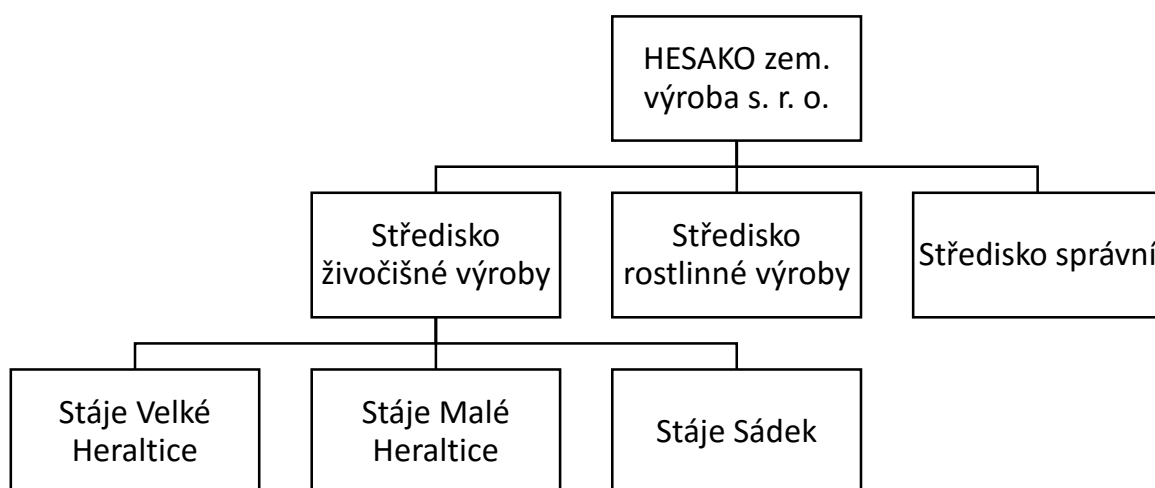 HESAKO zem.
výroba s. r. o.
Středisko
živočišné výroby
Středisko
rostlinné výroby
Středisko správní
Stáje Velké
Heraltice
Stáje Malé
Heraltice
Stáje Sádek